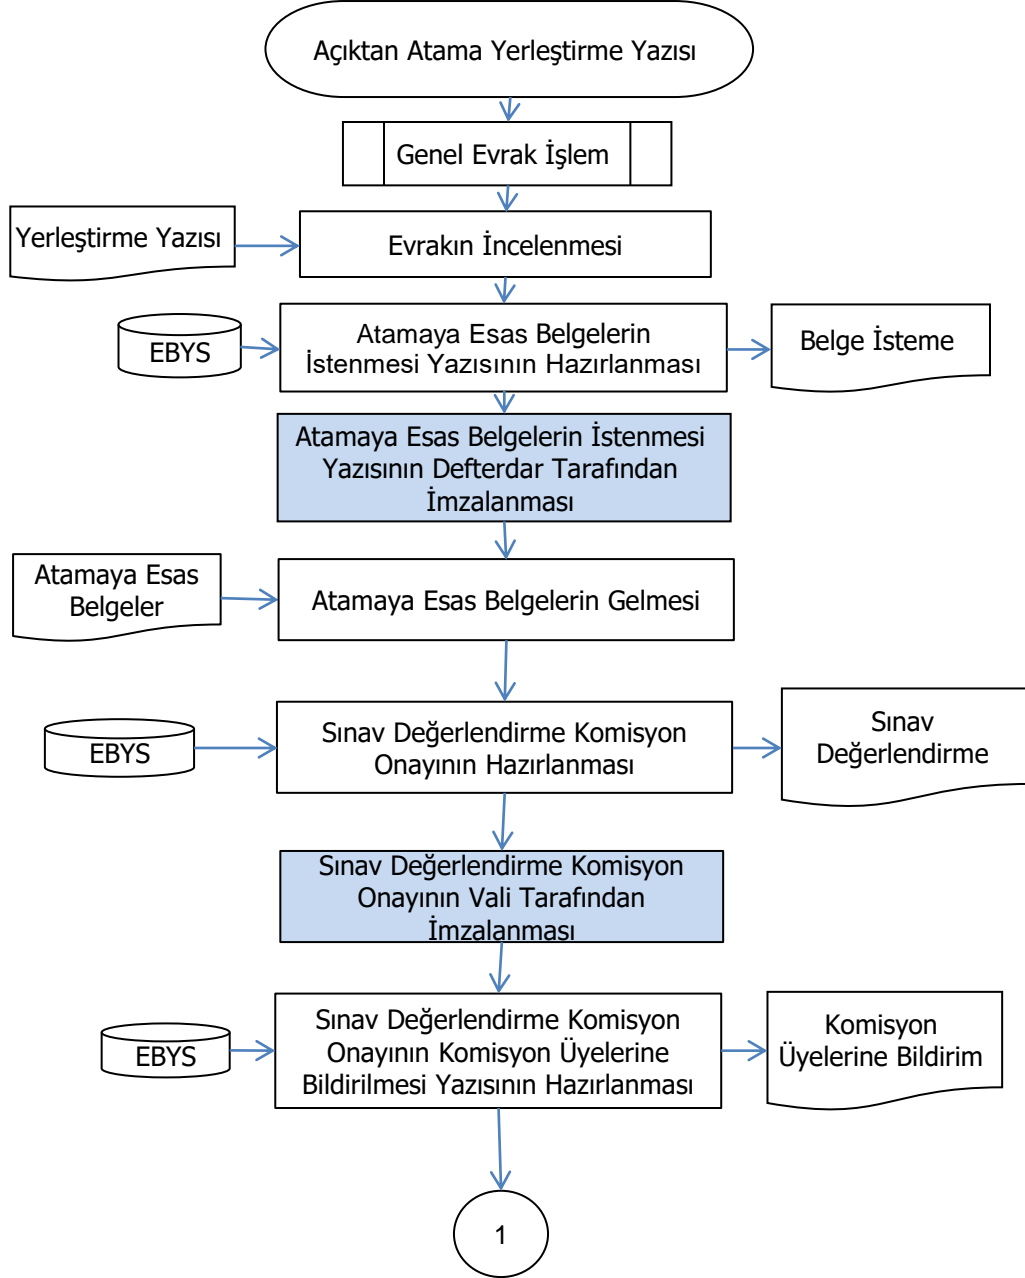 Açıktan Atama Yerleştirme Yazısı
Genel Evrak İşlem
Yerleştirme Yazısı
Evrakın İncelenmesi
EBYS
Atamaya Esas Belgelerin
İstenmesi Yazısının Hazırlanması
Belge İsteme
Atamaya Esas Belgelerin İstenmesi
Yazısının Defterdar Tarafından
İmzalanması
Atamaya Esas
Belgeler
Atamaya Esas Belgelerin Gelmesi
EBYS
Sınav Değerlendirme Komisyon
Onayının Hazırlanması
Sınav
Değerlendirme
Sınav Değerlendirme Komisyon
Onayının Vali Tarafından
İmzalanması
EBYS
Sınav Değerlendirme Komisyon
Onayının Komisyon Üyelerine
Bildirilmesi Yazısının Hazırlanması
Komisyon
Üyelerine Bildirim
1